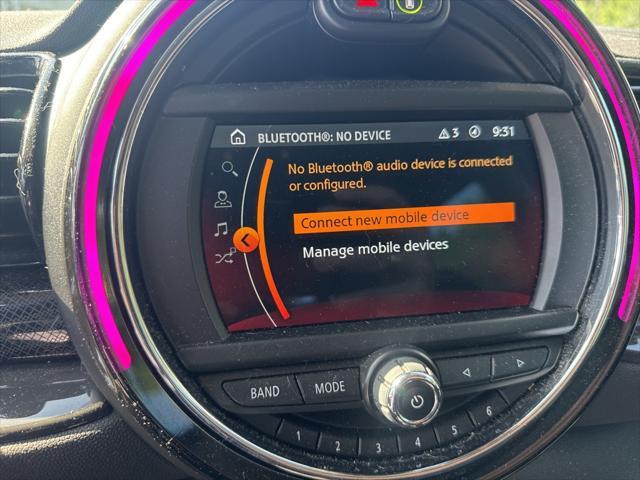 BLUETOOTH®: NO DEVICE
3
9:31
No Bluetooth® audio device is connected
or configured.
Connect new mobile device
Manage mobile devices
BAND
MODE
1
2
3
4
5
6